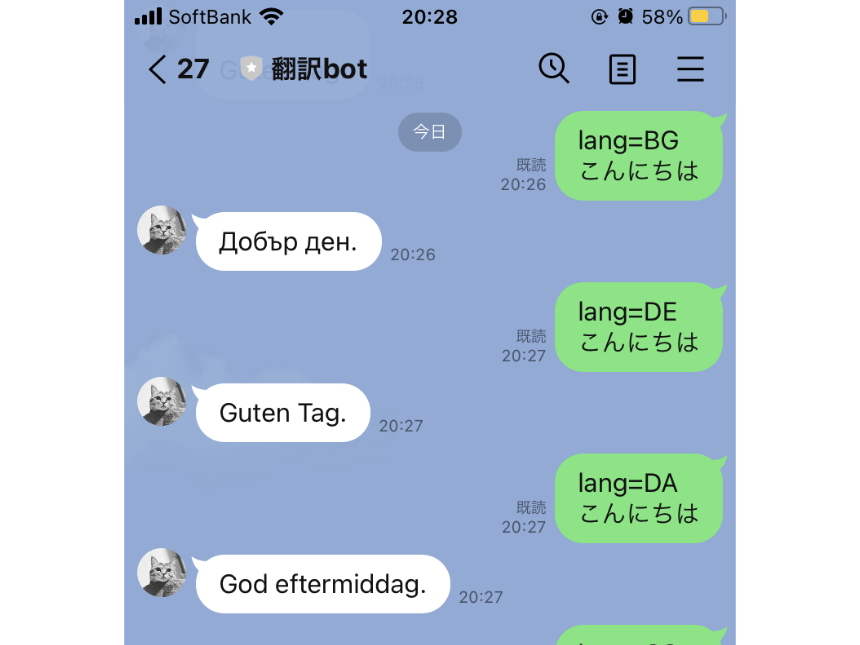 SoftBank 20:28 58%
27 翻訳bot
20:25
今日
lang=BG
こんにちは
既読
20:26
Добър ден.
20:26
lang=DE
こんにちは
既読
20:27
Guten Tag.
20:27
lang=DA
こんにちは
既読
20:27
God eftermiddag.
20:27